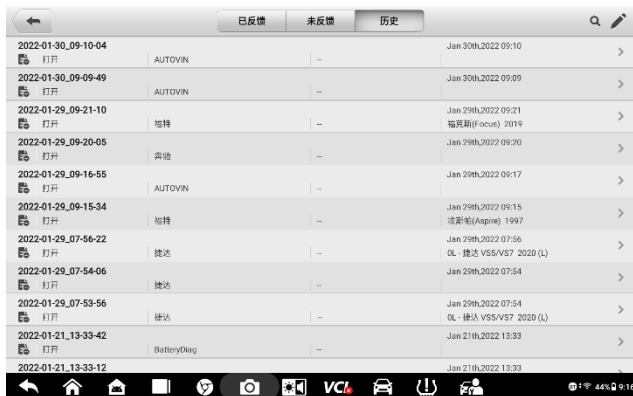 已反馈 未反馈 历史
2022-01-30_09-10-04 Jan 30th,2022 09:10
打开 AUTOVIN --
2022-01-30_09-09-49 Jan 30th,2022 09:09
打开 AUTOVIN --
2022-01-29_09-21-10 Jan 29th,2022 09:21
打开 福特 -- 福克斯(Focus) 2019
2022-01-29_09-20-05 Jan 29th,2022 09:20
打开 奔驰 --
2022-01-29_09-16-55 Jan 29th,2022 09:17
打开 AUTOVIN --
2022-01-29_09-15-34 Jan 29th,2022 09:15
打开 福特 -- 埃斯帕(Aspire) 1997
2022-01-29_07-56-22 Jan 29th,2022 07:56
打开 捷达 -- 0L - 捷达 VS5/VS7 2020 (L)
2022-01-29_07-54-06 Jan 29th,2022 07:54
打开 捷达 --
2022-01-29_07-53-56 Jan 29th,2022 07:54
打开 捷达 -- 0L - 捷达 VS5/VS7 2020 (L)
2022-01-21_13-33-42 Jan 21th,2022 13:33
打开 BatteryDiag --
2022-01-21_13-33-12 Jan 21th,2022 13:33
VCI 44% 9:16